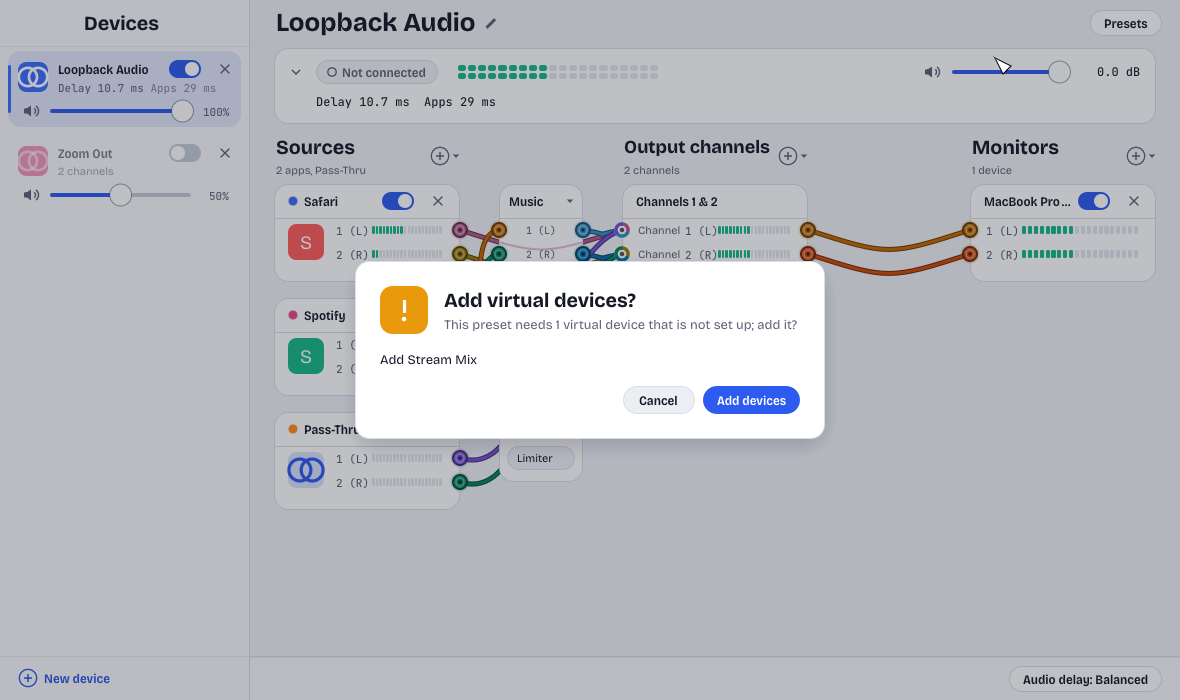 Devices
Loopback Audio
Delay 10.7 ms Apps 29 ms
100%
Zoom Out
2 channels
50%
New device
Loopback Audio
Presets
Not connected
0.0 dB
Delay 10.7 ms Apps 29 ms
Sources
2 apps, Pass-Thru
Output channels
2 channels
Monitors
1 device
Safari
S
1 (L)
2 (R)
Music
1 (L)
2 (R)
Channels 1 & 2
Channel 1 (L)
Channel 2 (R)
MacBook Pro ...
1 (L)
2 (R)
Spotify
S
1
2
Add virtual devices?
This preset needs 1 virtual device that is not set up; add it?
Add Stream Mix
Cancel
Add devices
Pass-Thru
1 (L)
2 (R)
Limiter
Audio delay: Balanced